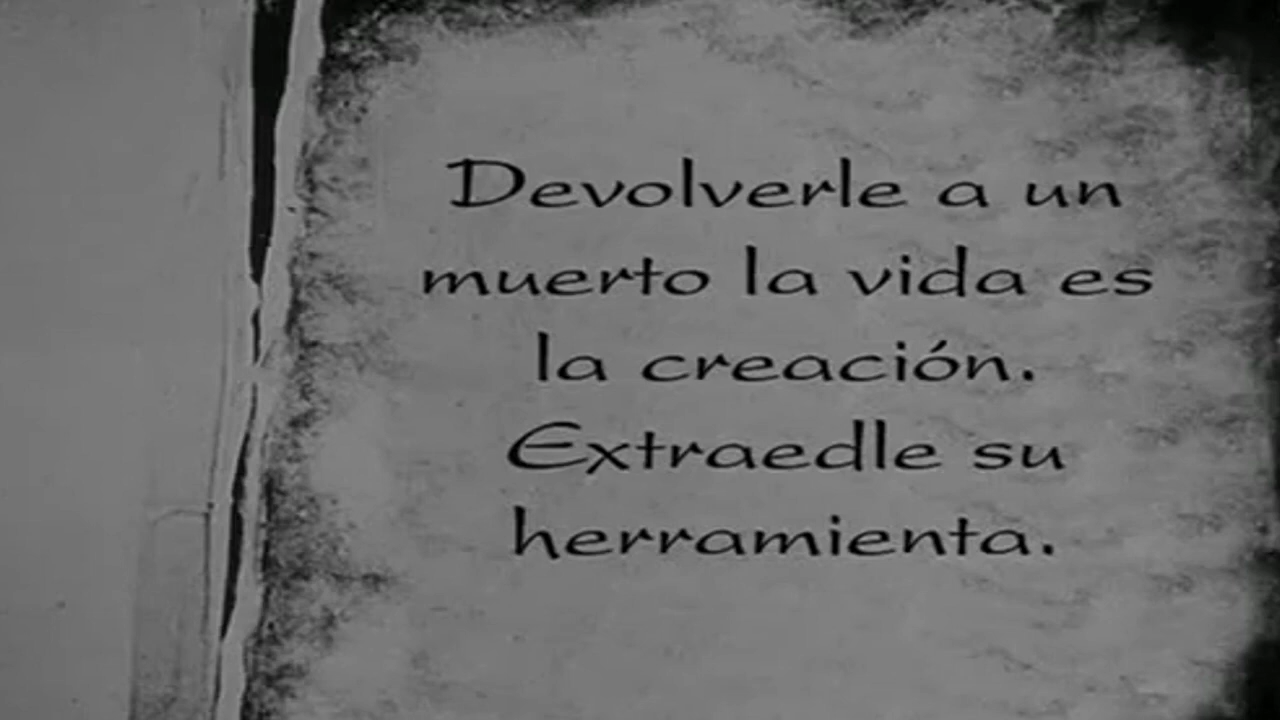 Devolverle a un
muerto la vida es
la creación.
Extraedle su
herramienta.